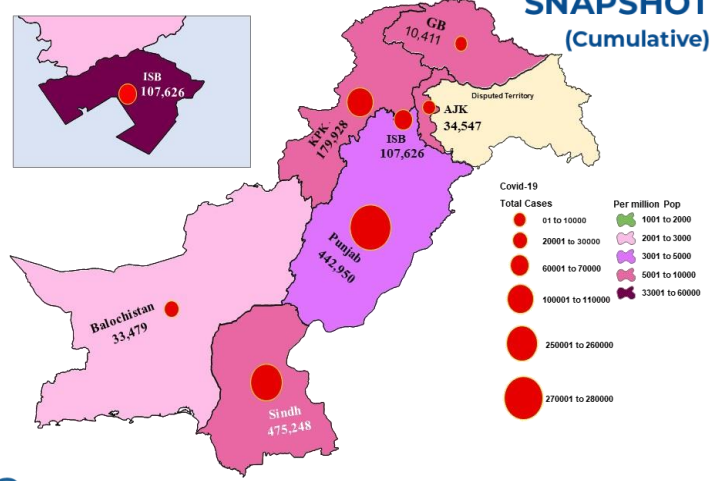 SNAPSHOT
(Cumulative)
ISB
107,626
GB
10,411
Disputed Territory
AJK
34,547
KPK
179,928
ISB
107,626
Punjab
442,950
Balochistan
33,479
Sindh
475,248
Covid-19
Total Cases
01 to 10000
20001 to 30000
60001 to 70000
100001 to 110000
250001 to 260000
270001 to 280000
Per million Pop
1001 to 2000
2001 to 3000
3001 to 5000
5001 to 10000
33001 to 60000